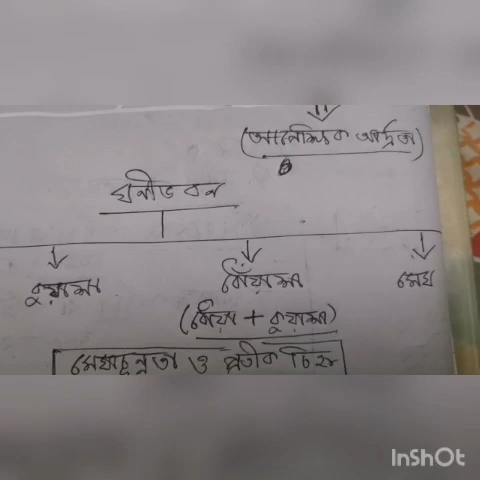 (আপেক্ষিক আর্দ্রতা)
ঘনীভবন
কুয়াশা ধোঁয়াশা মেঘ
(ধোঁয়া + কুয়াশা)
মেঘাচ্ছন্নতা ও প্রতীক চিহ্ন
InShOt